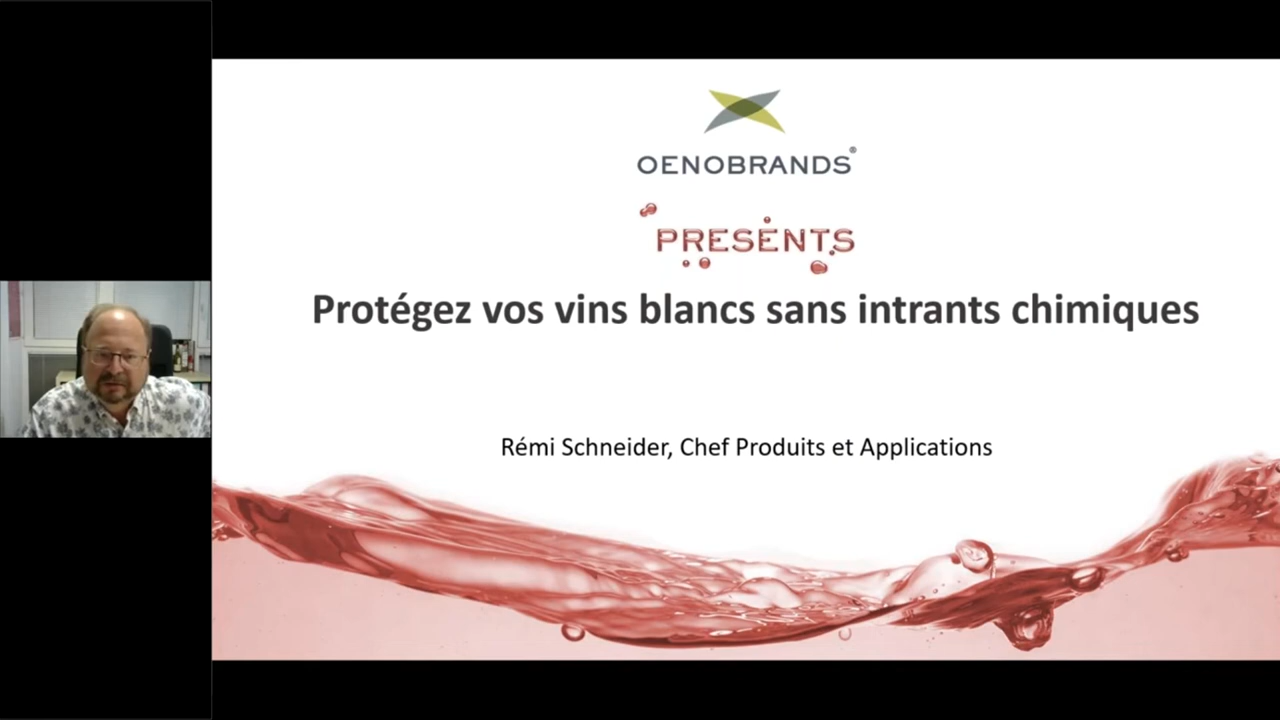 OENOBRANDS®
PRESENTS
Protégez vos vins blancs sans intrants chimiques
Rémi Schneider, Chef Produits et Applications